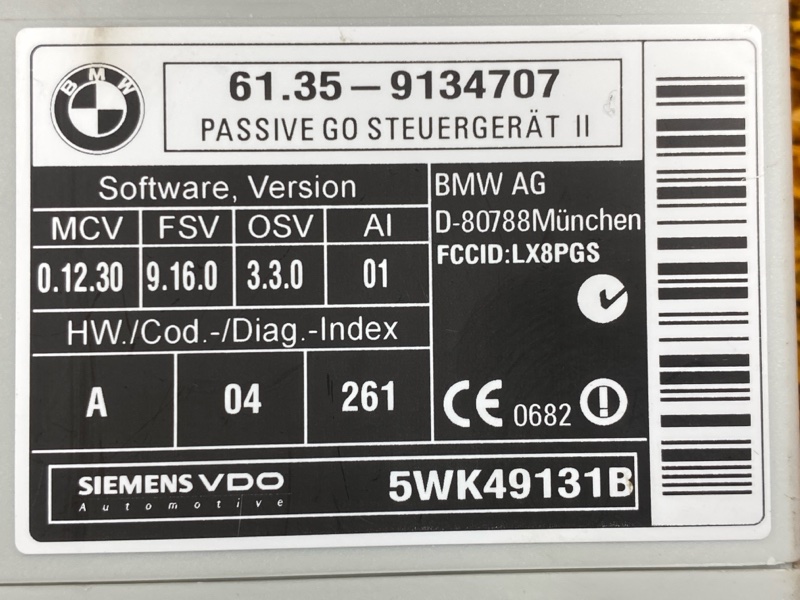 BMW
61.35-9134707
PASSIVE GO STEUERGERÄT II
Software, Version
MCV FSV OSV AI
0.12.30 9.16.0 3.3.0 01
HW./Cod.-/Diag.-Index
A 04 261
BMW AG
D-80788München
FCCID:LX8PGS
CE 0682
SIEMENS VDO
Automotive
5WK49131B